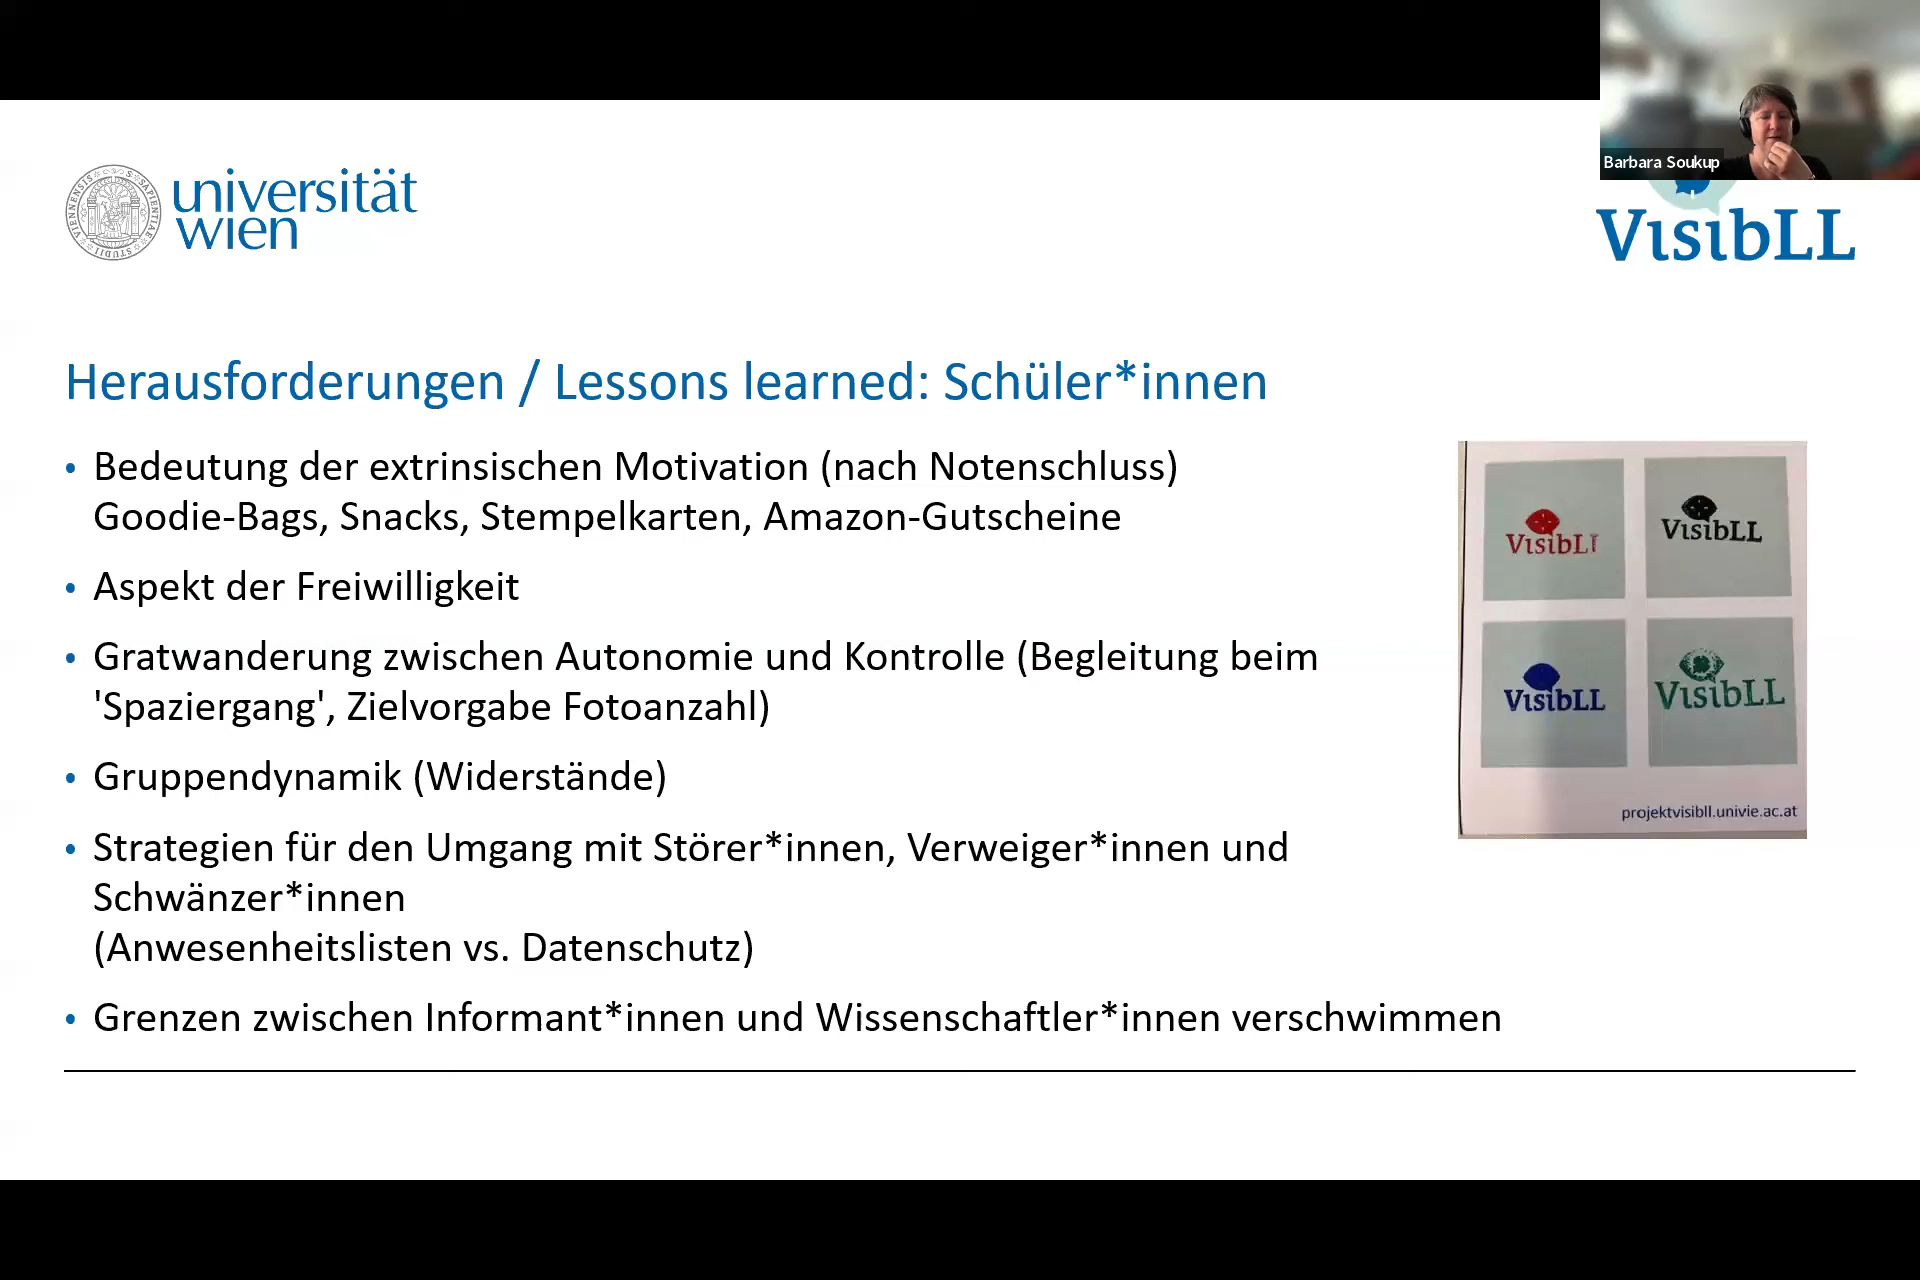 Barbara Soukup
universität
wien
VisibLL
Herausforderungen / Lessons learned: Schüler*innen
• Bedeutung der extrinsischen Motivation (nach Notenschluss)
Goodie-Bags, Snacks, Stempelkarten, Amazon-Gutscheine
• Aspekt der Freiwilligkeit
• Gratwanderung zwischen Autonomie und Kontrolle (Begleitung beim
'Spaziergang', Zielvorgabe Fotoanzahl)
• Gruppendynamik (Widerstände)
• Strategien für den Umgang mit Störer*innen, Verweiger*innen und
Schwänzer*innen
(Anwesenheitslisten vs. Datenschutz)
• Grenzen zwischen Informant*innen und Wissenschaftler*innen verschwimmen
VisibLL
VisibLL
VisibLL
VisibLL
projektvisibll.univie.ac.at